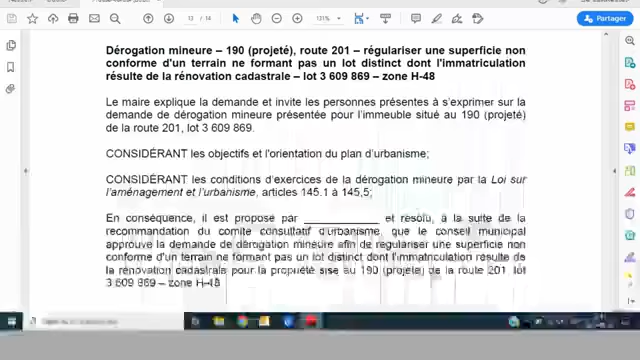 13 / 14
131%
Partager
Dérogation mineure – 190 (projeté), route 201 – régulariser une superficie non
conforme d'un terrain ne formant pas un lot distinct dont l'immatriculation
résulte de la rénovation cadastrale – lot 3 609 869 – zone H-48
Le maire explique la demande et invite les personnes présentes à s'exprimer sur la
demande de dérogation mineure présentée pour l'immeuble situé au 190 (projeté)
de la route 201, lot 3 609 869.
CONSIDÉRANT les objectifs et l'orientation du plan d'urbanisme;
CONSIDÉRANT les conditions d'exercices de la dérogation mineure par la Loi sur
l'aménagement et l'urbanisme, articles 145.1 à 145,5;
En conséquence, il est proposé par ____________ et résolu, à la suite de la
recommandation du comité consultatif d'urbanisme, que le conseil municipal
approuve la demande de dérogation mineure afin de régulariser une superficie non
conforme d'un terrain ne formant pas un lot distinct dont l'immatriculation résulte de
la rénovation cadastrale pour la propriété sise au 190 (projeté) de la route 201 lot
3 609 869 – zone H-48